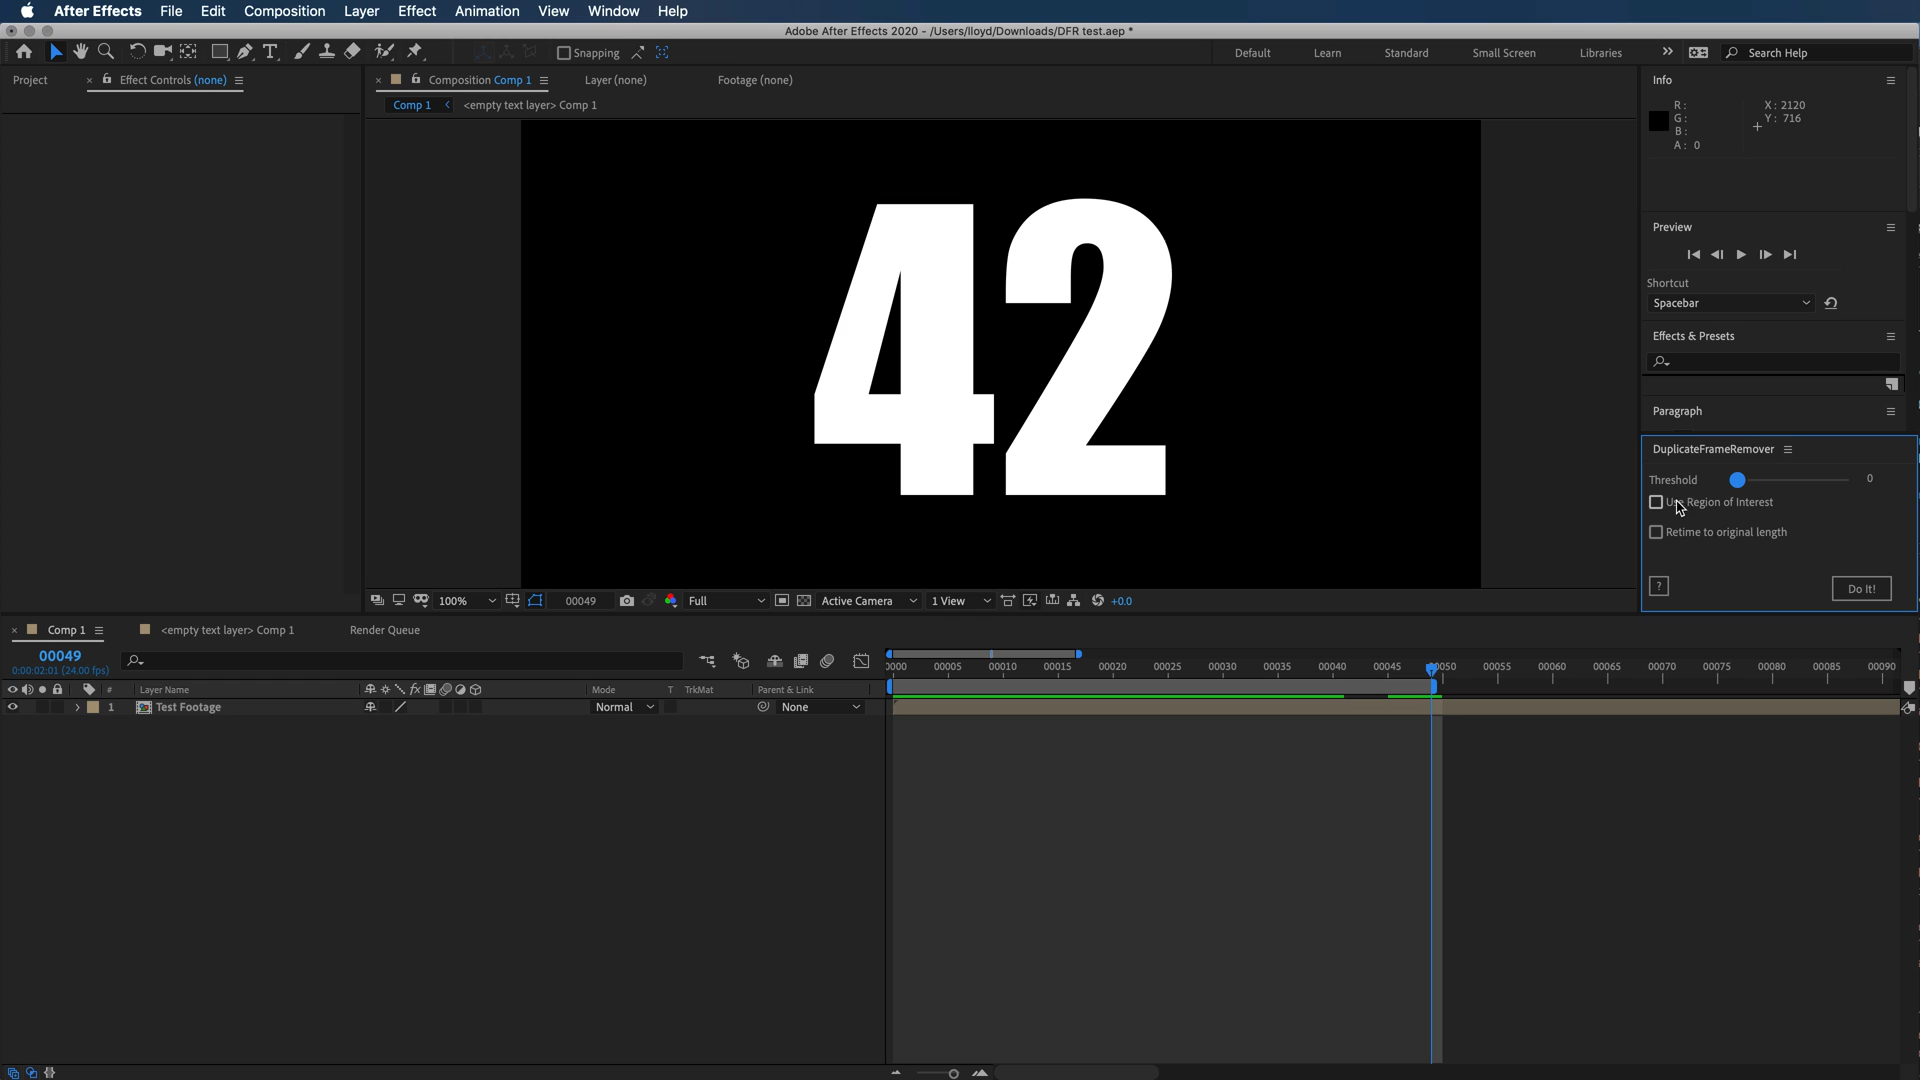 After Effects File Edit Composition Layer Effect Animation View Window Help
Adobe After Effects 2020 - /Users/lloyd/Downloads/DFR test.aep *
Snapping Default Learn Standard Small Screen Libraries Search Help
Project Effect Controls (none) Composition Comp 1 Layer (none) Footage (none) Info
Comp 1 <empty text layer> Comp 1
R: X: 2120
G: Y: 716
B:
A: 0
42
Preview
Shortcut
Spacebar
Effects & Presets
Paragraph
DuplicateFrameRemover
Threshold 0
Use Region of Interest
Retime to original length
? Do It!
100% 00049 Full Active Camera 1 View +0.0
Comp 1 <empty text layer> Comp 1 Render Queue
00049
0:00:02:01 (24.00 fps)
0000 00005 00010 00015 00020 00025 00030 00035 00040 00045 00050 00055 00060 00065 00070 00075 00080 00085 00090
# Layer Name fx Mode T TrkMat Parent & Link
1 Test Footage Normal None